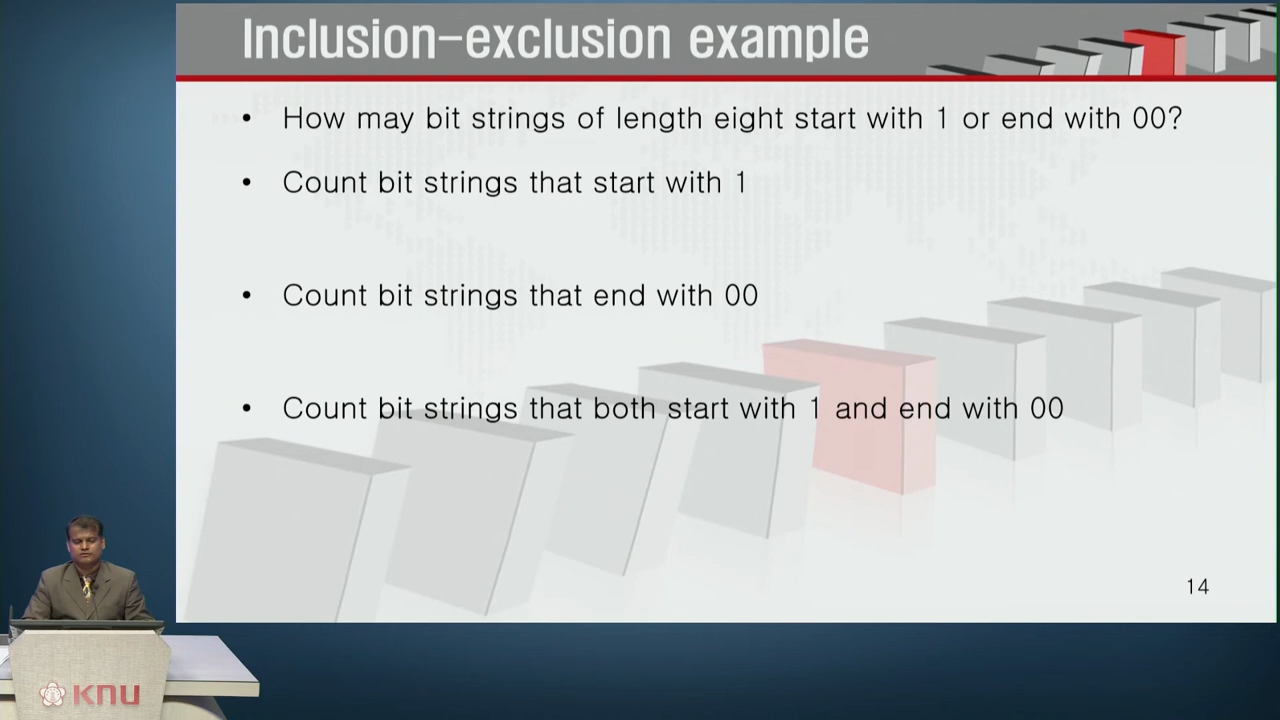 Inclusion-exclusion example
• How may bit strings of length eight start with 1 or end with 00?
• Count bit strings that start with 1
• Count bit strings that end with 00
• Count bit strings that both start with 1 and end with 00
14
KNU